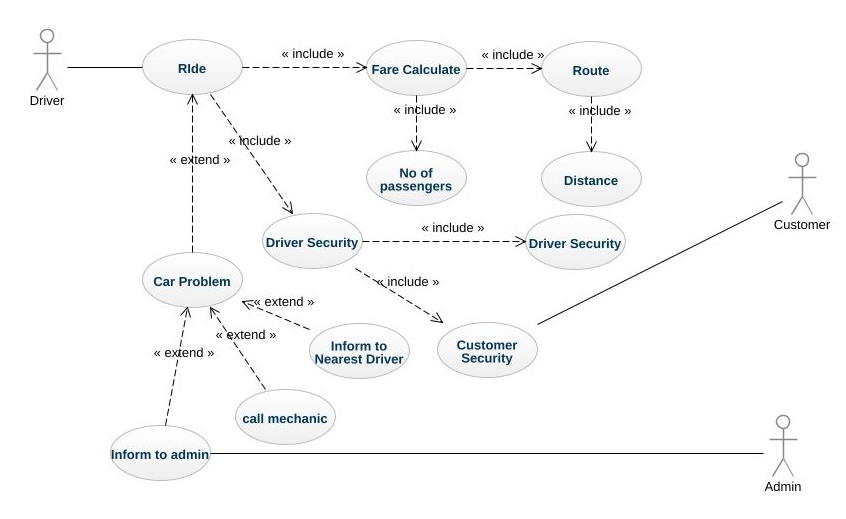 Driver
RIde
« include »
Fare Calculate
« include »
Route
« include »
« include »
« include »
« extend »
No of
passengers
Distance
Customer
Driver Security
« include »
Driver Security
Car Problem
« include »
« extend »
« extend »
« extend »
Inform to
Nearest Driver
Customer
Security
call mechanic
Inform to admin
Admin